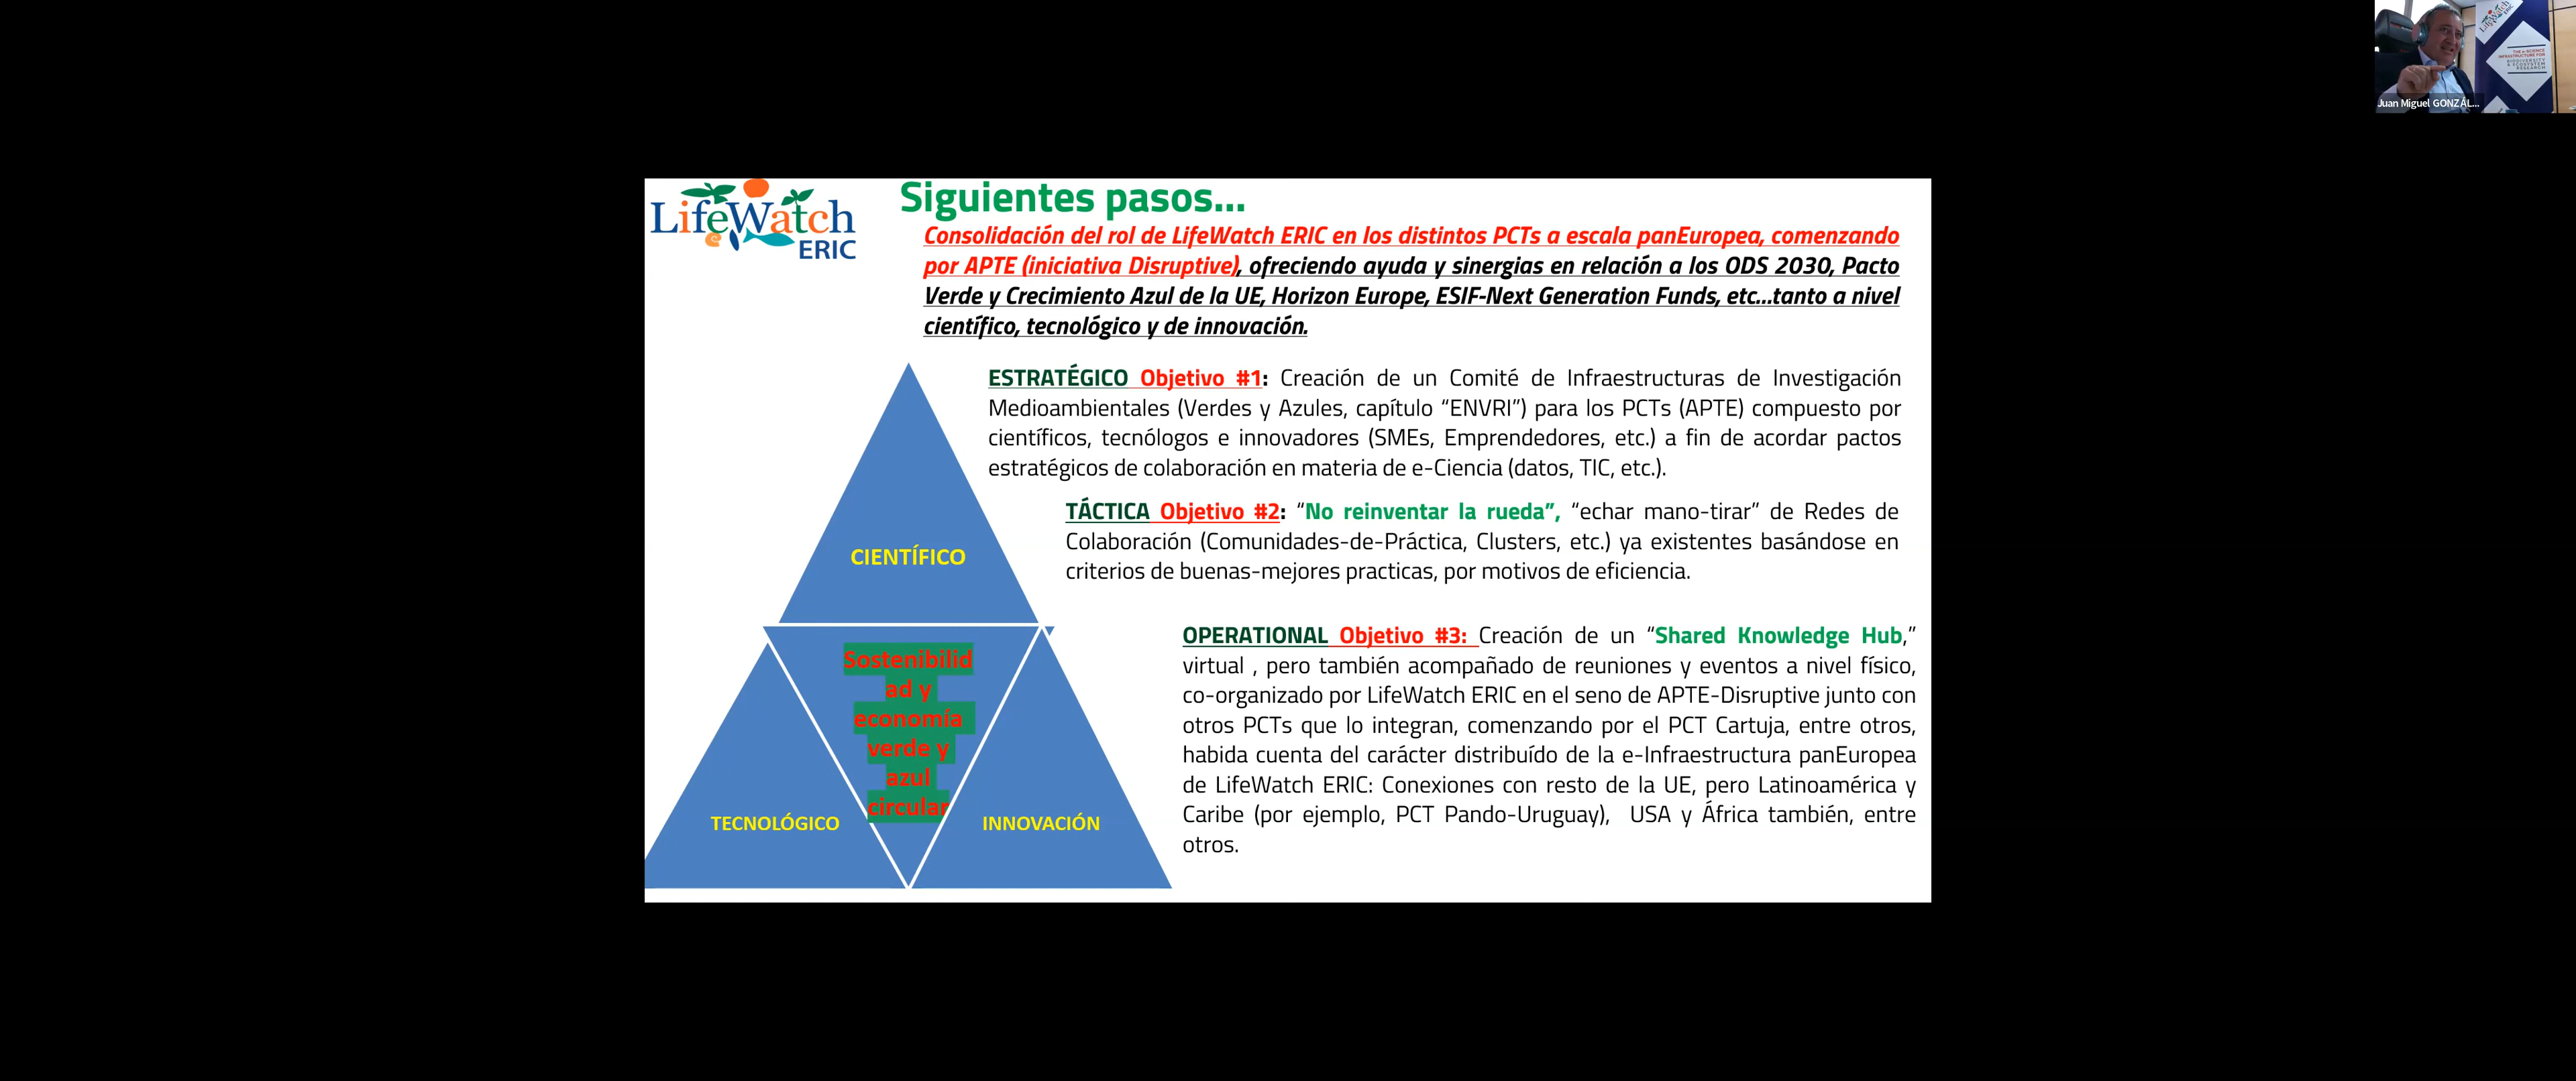 LifeWatch
ERIC
Siguientes pasos...
Consolidación del rol de LifeWatch ERIC en los distintos PCTs a escala panEuropea, comenzando
por APTE (iniciativa Disruptive), ofreciendo ayuda y sinergias en relación a los ODS 2030, Pacto
Verde y Crecimiento Azul de la UE, Horizon Europe, ESIF-Next Generation Funds, etc...tanto a nivel
científico, tecnológico y de innovación.
ESTRATÉGICO Objetivo #1: Creación de un Comité de Infraestructuras de Investigación
Medioambientales (Verdes y Azules, capítulo “ENVRI”) para los PCTs (APTE) compuesto por
científicos, tecnólogos e innovadores (SMEs, Emprendedores, etc.) a fin de acordar pactos
estratégicos de colaboración en materia de e-Ciencia (datos, TIC, etc.).
TÁCTICA Objetivo #2: “No reinventar la rueda”, “echar mano-tirar” de Redes de
Colaboración (Comunidades-de-Práctica, Clusters, etc.) ya existentes basándose en
criterios de buenas-mejores practicas, por motivos de eficiencia.
OPERATIONAL Objetivo #3: Creación de un “Shared Knowledge Hub,”
virtual , pero también acompañado de reuniones y eventos a nivel físico,
co-organizado por LifeWatch ERIC en el seno de APTE-Disruptive junto con
otros PCTs que lo integran, comenzando por el PCT Cartuja, entre otros,
habida cuenta del carácter distribuído de la e-Infraestructura panEuropea
de LifeWatch ERIC: Conexiones con resto de la UE, pero Latinoamérica y
Caribe (por ejemplo, PCT Pando-Uruguay), USA y África también, entre
otros.
CIENTÍFICO
Sostenibilid
ad y
economía
verde y
azul
circular
TECNOLÓGICO
INNOVACIÓN
LifeWatch
ERIC
THE e-SCIENCE
INFRASTRUCTURE FOR
BIODIVERSITY
& ECOSYSTEM
RESEARCH
Juan Miguel GONZÁL...